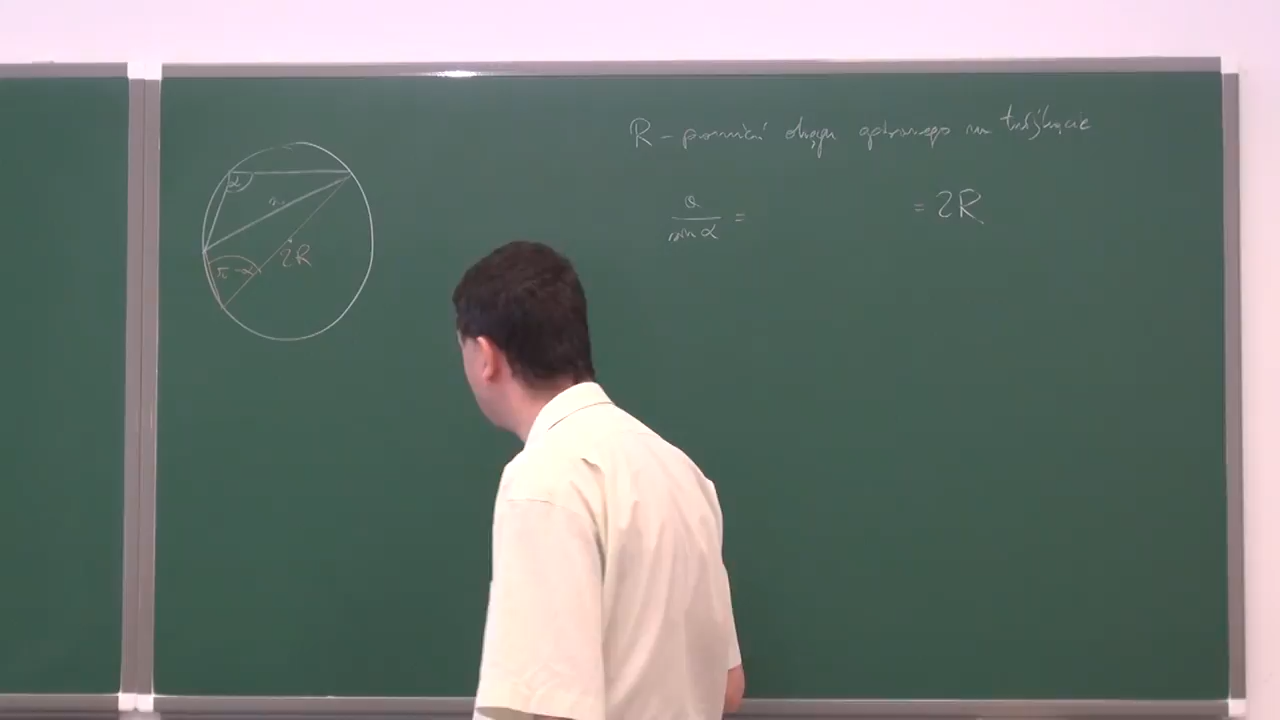 R - promień okręgu opisanego na trójkącie
a / sin α = = 2R
α
a
2R
π - α